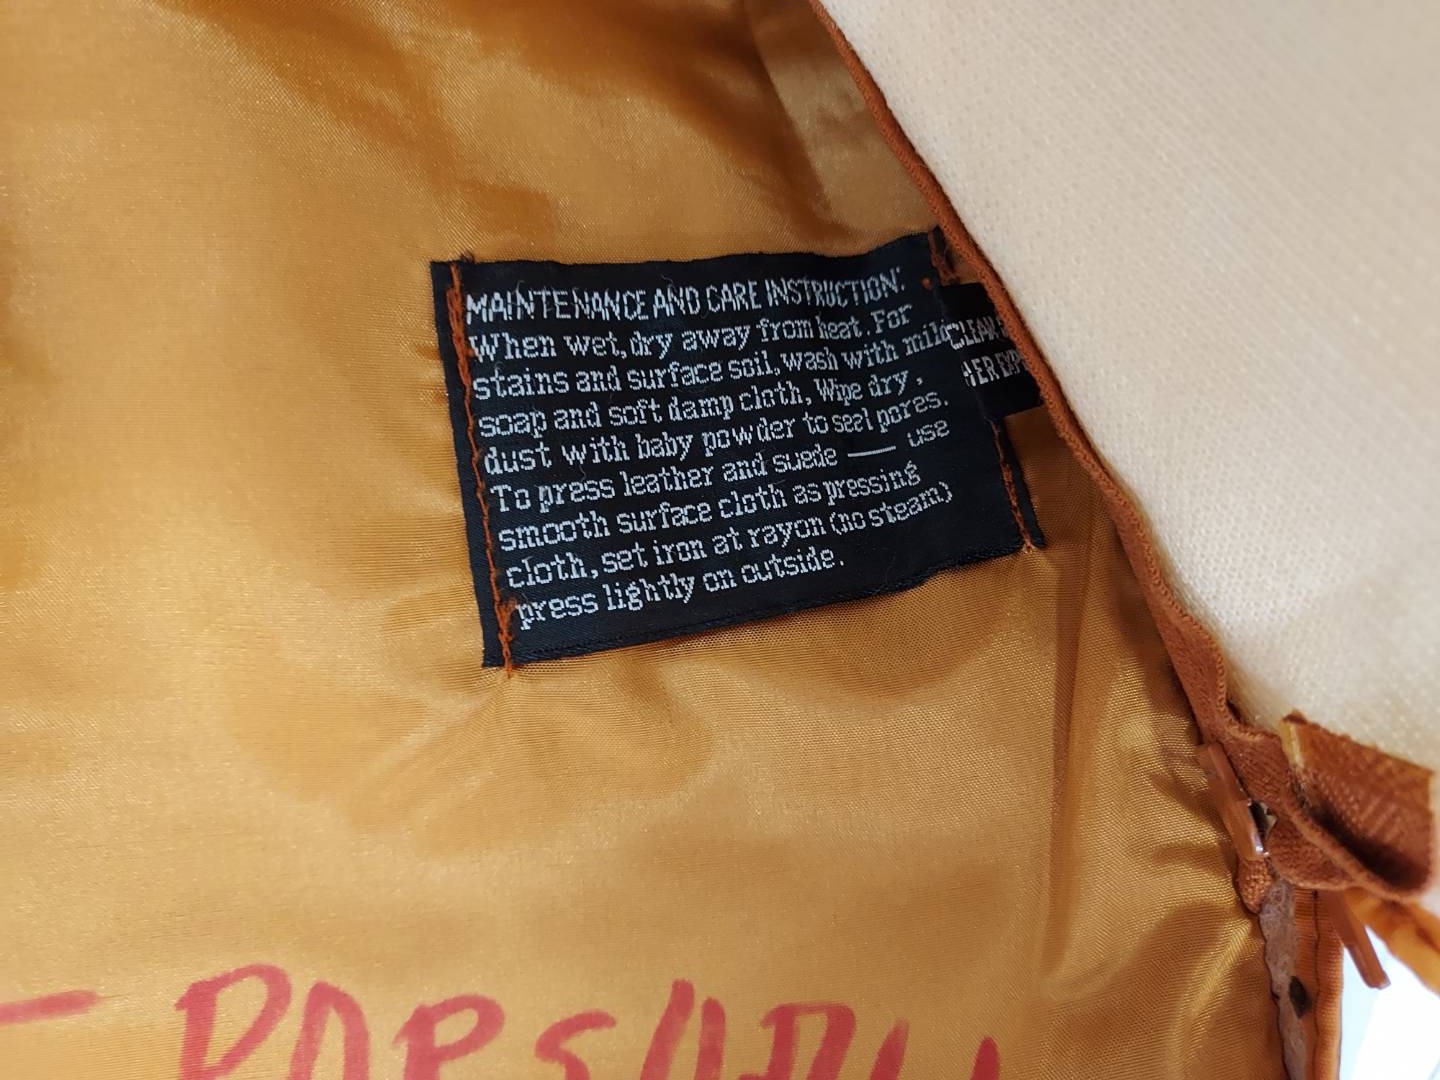 MAINTENANCE AND CARE INSTRUCTION:
When wet, dry away from heat. For
stains and surface soil, wash with mild
soap and soft damp cloth, Wipe dry,
dust with baby powder to seal pores.
To press leather and suede — use
smooth surface cloth as pressing
cloth, set iron at rayon (no steam)
press lightly on outside.
CLEAN